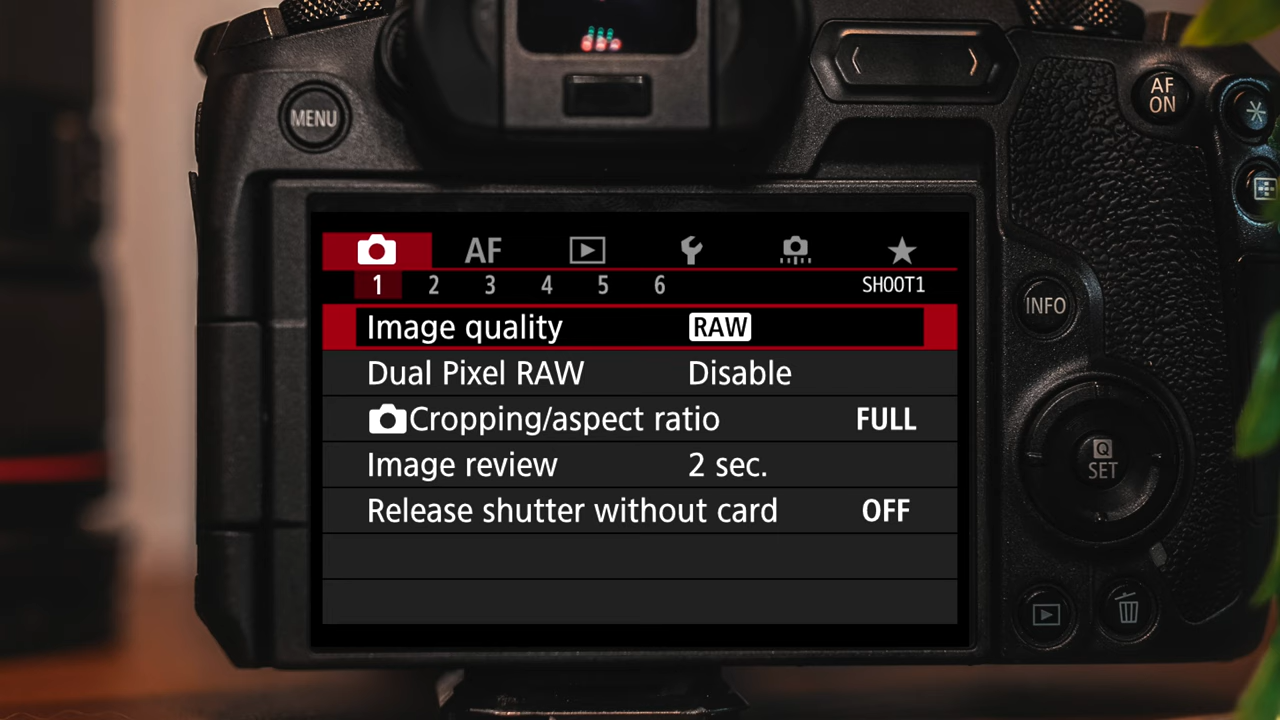 MENU
AF
ON
AF
1 2 3 4 5 6 SHOOT1
Image quality RAW
Dual Pixel RAW Disable
Cropping/aspect ratio FULL
Image review 2 sec.
Release shutter without card OFF
INFO
Q
SET